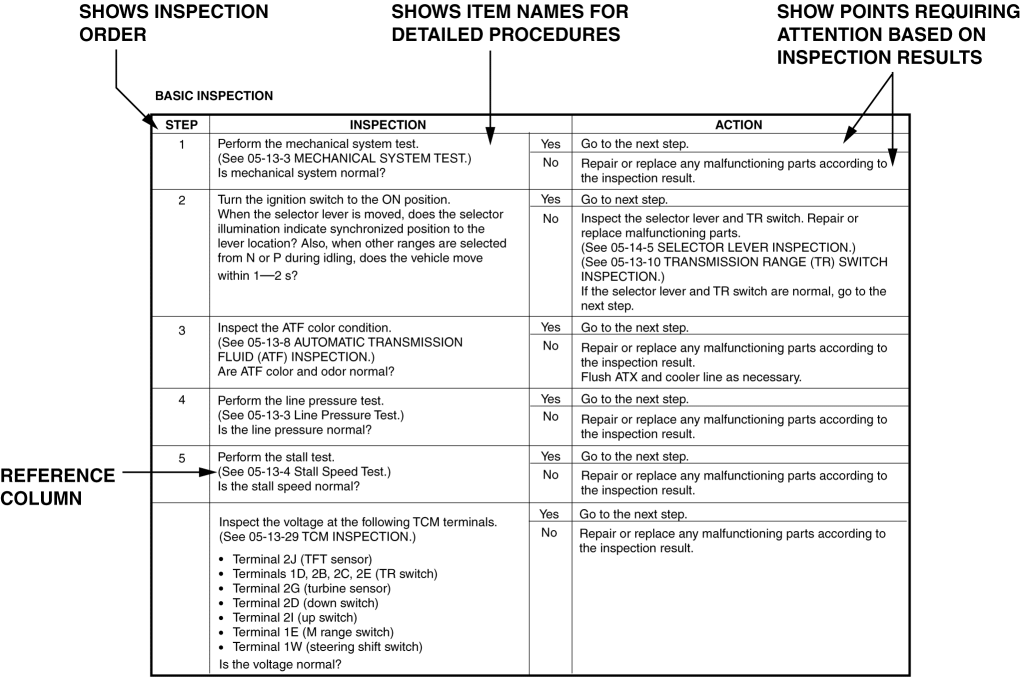 SHOWS INSPECTION
ORDER
SHOWS ITEM NAMES FOR
DETAILED PROCEDURES
SHOW POINTS REQUIRING
ATTENTION BASED ON
INSPECTION RESULTS
BASIC INSPECTION
STEP
INSPECTION
ACTION
1
Perform the mechanical system test.
(See 05-13-3 MECHANICAL SYSTEM TEST.)
Is mechanical system normal?
Yes
Go to the next step.
No
Repair or replace any malfunctioning parts according to
the inspection result.
2
Turn the ignition switch to the ON position.
When the selector lever is moved, does the selector
illumination indicate synchronized position to the
lever location? Also, when other ranges are selected
from N or P during idling, does the vehicle move
within 1—2 s?
Yes
Go to next step.
No
Inspect the selector lever and TR switch. Repair or
replace malfunctioning parts.
(See 05-14-5 SELECTOR LEVER INSPECTION.)
(See 05-13-10 TRANSMISSION RANGE (TR) SWITCH
INSPECTION.)
If the selector lever and TR switch are normal, go to the
next step.
3
Inspect the ATF color condition.
(See 05-13-8 AUTOMATIC TRANSMISSION
FLUID (ATF) INSPECTION.)
Are ATF color and odor normal?
Yes
Go to the next step.
No
Repair or replace any malfunctioning parts according to
the inspection result.
Flush ATX and cooler line as necessary.
4
Perform the line pressure test.
(See 05-13-3 Line Pressure Test.)
Is the line pressure normal?
Yes
Go to the next step.
No
Repair or replace any malfunctioning parts according to
the inspection result.
REFERENCE
COLUMN
5
Perform the stall test.
(See 05-13-4 Stall Speed Test.)
Is the stall speed normal?
Yes
Go to the next step.
No
Repair or replace any malfunctioning parts according to
the inspection result.
Inspect the voltage at the following TCM terminals.
(See 05-13-29 TCM INSPECTION.)
• Terminal 2J (TFT sensor)
• Terminals 1D, 2B, 2C, 2E (TR switch)
• Terminal 2G (turbine sensor)
• Terminal 2D (down switch)
• Terminal 2I (up switch)
• Terminal 1E (M range switch)
• Terminal 1W (steering shift switch)
Is the voltage normal?
Yes
Go to the next step.
No
Repair or replace any malfunctioning parts according to
the inspection result.